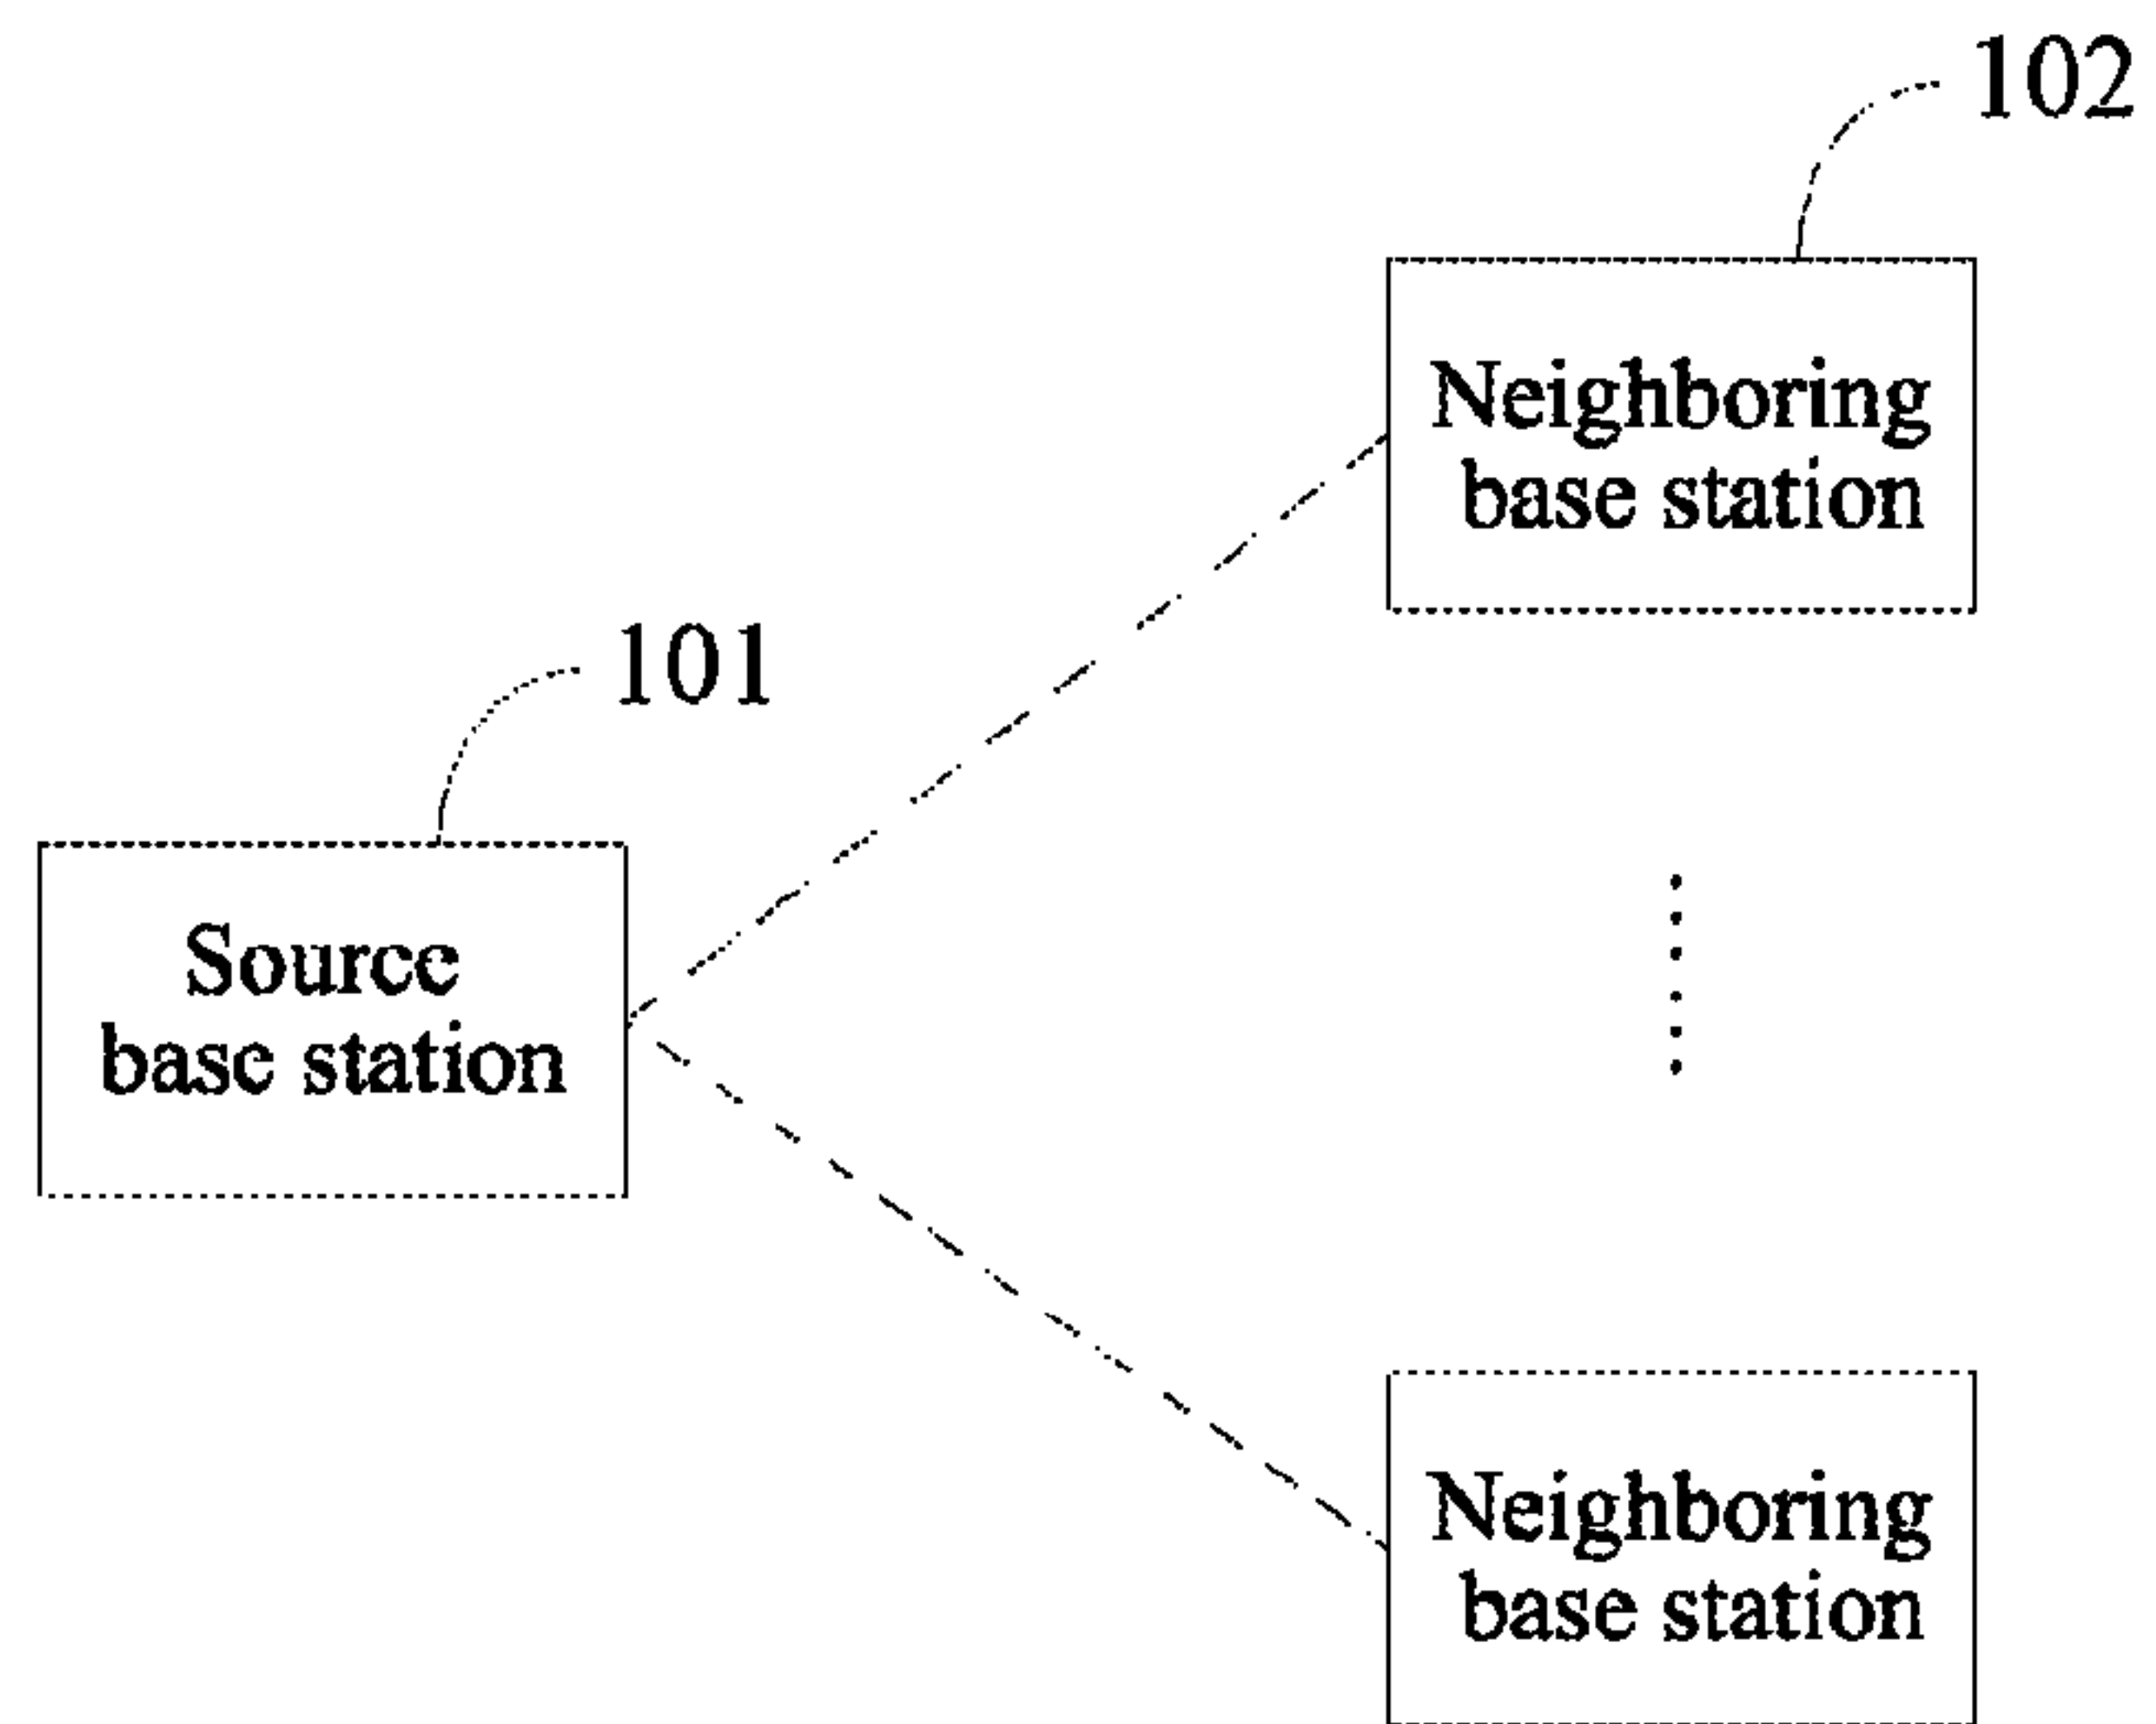 102
Neighboring
base station
101
Source
base station
Neighboring
base station